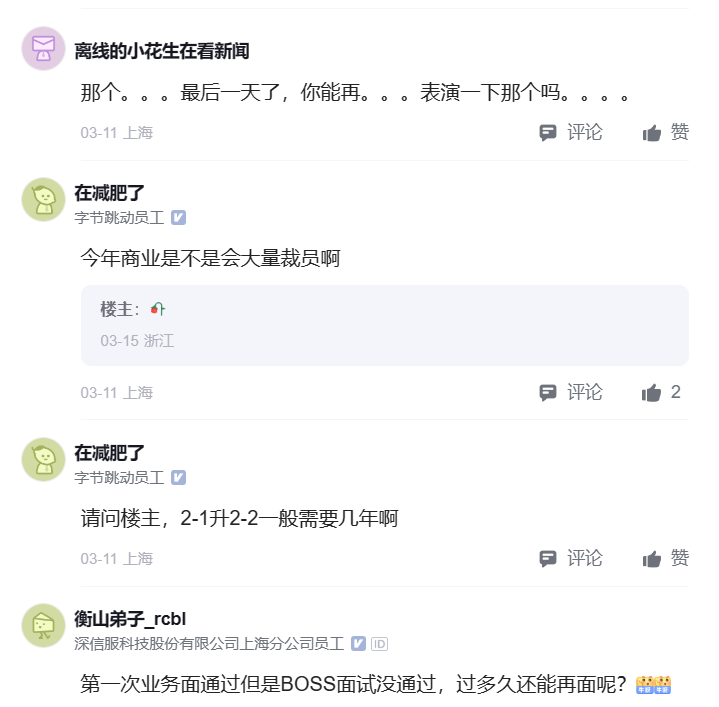 离线的小花生在看新闻
那个。。。最后一天了，你能再。。。表演一下那个吗。。。。
03-11 上海
评论
赞
在减肥了
字节跳动员工
今年商业是不是会大量裁员啊
楼主：
03-15 浙江
03-11 上海
评论
2
在减肥了
字节跳动员工
请问楼主，2-1升2-2一般需要几年啊
03-11 上海
评论
赞
衡山弟子_rcbl
深信服科技股份有限公司上海分公司员工 ID
第一次业务面通过但是BOSS面试没通过，过多久还能再面呢？